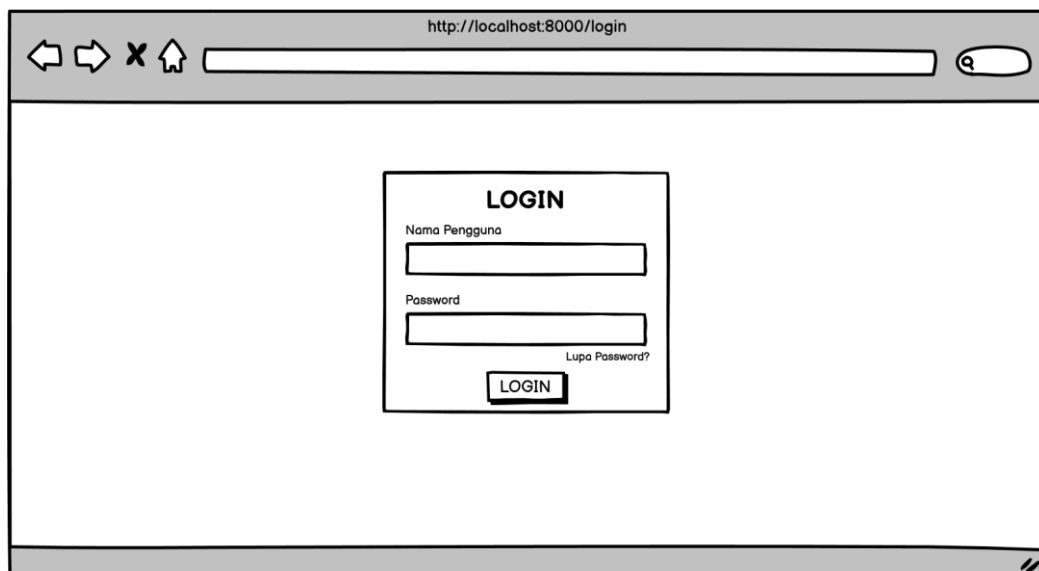 http://localhost:8000/login
LOGIN
Nama Pengguna
Password
Lupa Password?
LOGIN